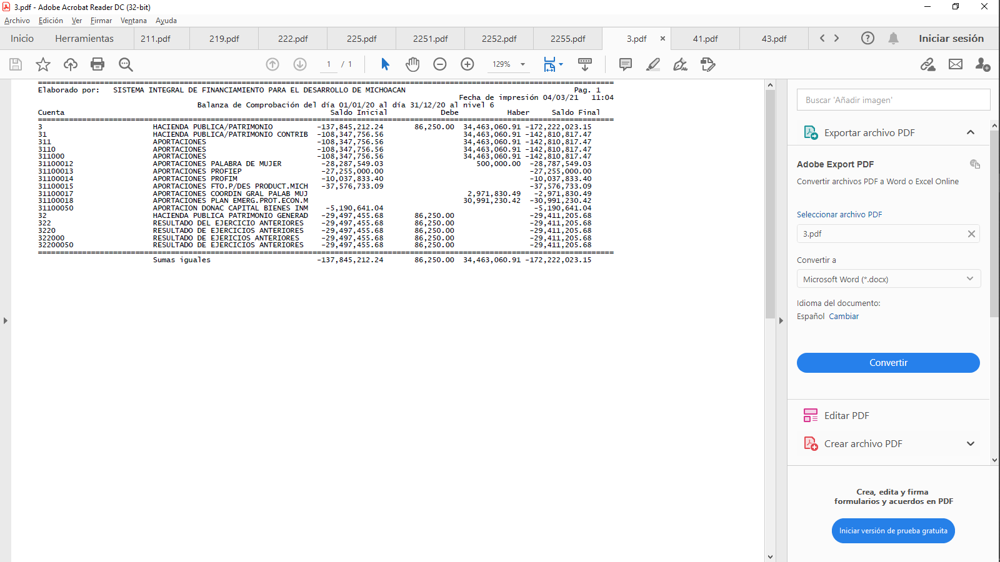 3.pdf - Adobe Acrobat Reader DC (32-bit)
Archivo Edición Ver Firmar Ventana Ayuda
Inicio Herramientas 211.pdf 219.pdf 222.pdf 225.pdf 2251.pdf 2252.pdf 2255.pdf 3.pdf × 41.pdf 43.pdf Iniciar sesión
1 / 1 129%
Elaborado por: SISTEMA INTEGRAL DE FINANCIAMIENTO PARA EL DESARROLLO DE MICHOACAN Pag. 1
Fecha de impresión 04/03/21 11:04
Balanza de Comprobación del día 01/01/20 al día 31/12/20 al nivel 6
Cuenta Saldo Inicial Debe Haber Saldo Final
3 HACIENDA PUBLICA/PATRIMONIO -137,845,212.24 86,250.00 34,463,060.91 -172,222,023.15
31 HACIENDA PUBLICA/PATRIMONIO CONTRIB -108,347,756.56 34,463,060.91 -142,810,817.47
311 APORTACIONES -108,347,756.56 34,463,060.91 -142,810,817.47
3110 APORTACIONES -108,347,756.56 34,463,060.91 -142,810,817.47
311000 APORTACIONES -108,347,756.56 34,463,060.91 -142,810,817.47
31100012 APORTACIONES PALABRA DE MUJER -28,287,549.03 500,000.00 -28,787,549.03
31100013 APORTACIONES PROFIEP -27,255,000.00 -27,255,000.00
31100014 APORTACIONES PROFIM -10,037,833.40 -10,037,833.40
31100015 APORTACIONES FTO.P/DES PRODUCT.MICH -37,576,733.09 -37,576,733.09
31100017 APORTACIONES COORDIN GRAL PALAB MUJ 2,971,830.49 -2,971,830.49
31100018 APORTACIONES PLAN EMERG.PROT.ECON.M 30,991,230.42 -30,991,230.42
31100050 APORTACION DONAC CAPITAL BIENES INM -5,190,641.04 -5,190,641.04
32 HACIENDA PUBLICA PATRIMONIO GENERAD -29,497,455.68 86,250.00 -29,411,205.68
322 RESULTADO DEL EJERCICIO ANTERIORES -29,497,455.68 86,250.00 -29,411,205.68
3220 RESULTADO DE EJERCICIOS ANTERIORES -29,497,455.68 86,250.00 -29,411,205.68
322000 RESULTADO DE EJERICIOS ANTERIORES -29,497,455.68 86,250.00 -29,411,205.68
32200050 RESULTADO DE EJERCICIOS ANTERIORES -29,497,455.68 86,250.00 -29,411,205.68
Sumas iguales -137,845,212.24 86,250.00 34,463,060.91 -172,222,023.15
Buscar 'Añadir imagen'
Exportar archivo PDF
Adobe Export PDF
Convertir archivos PDF a Word o Excel Online
Seleccionar archivo PDF
3.pdf
Convertir a
Microsoft Word (*.docx)
Idioma del documento:
Español Cambiar
Convertir
Editar PDF
Crear archivo PDF
Crea, edita y firma
formularios y acuerdos en PDF
Iniciar versión de prueba gratuita